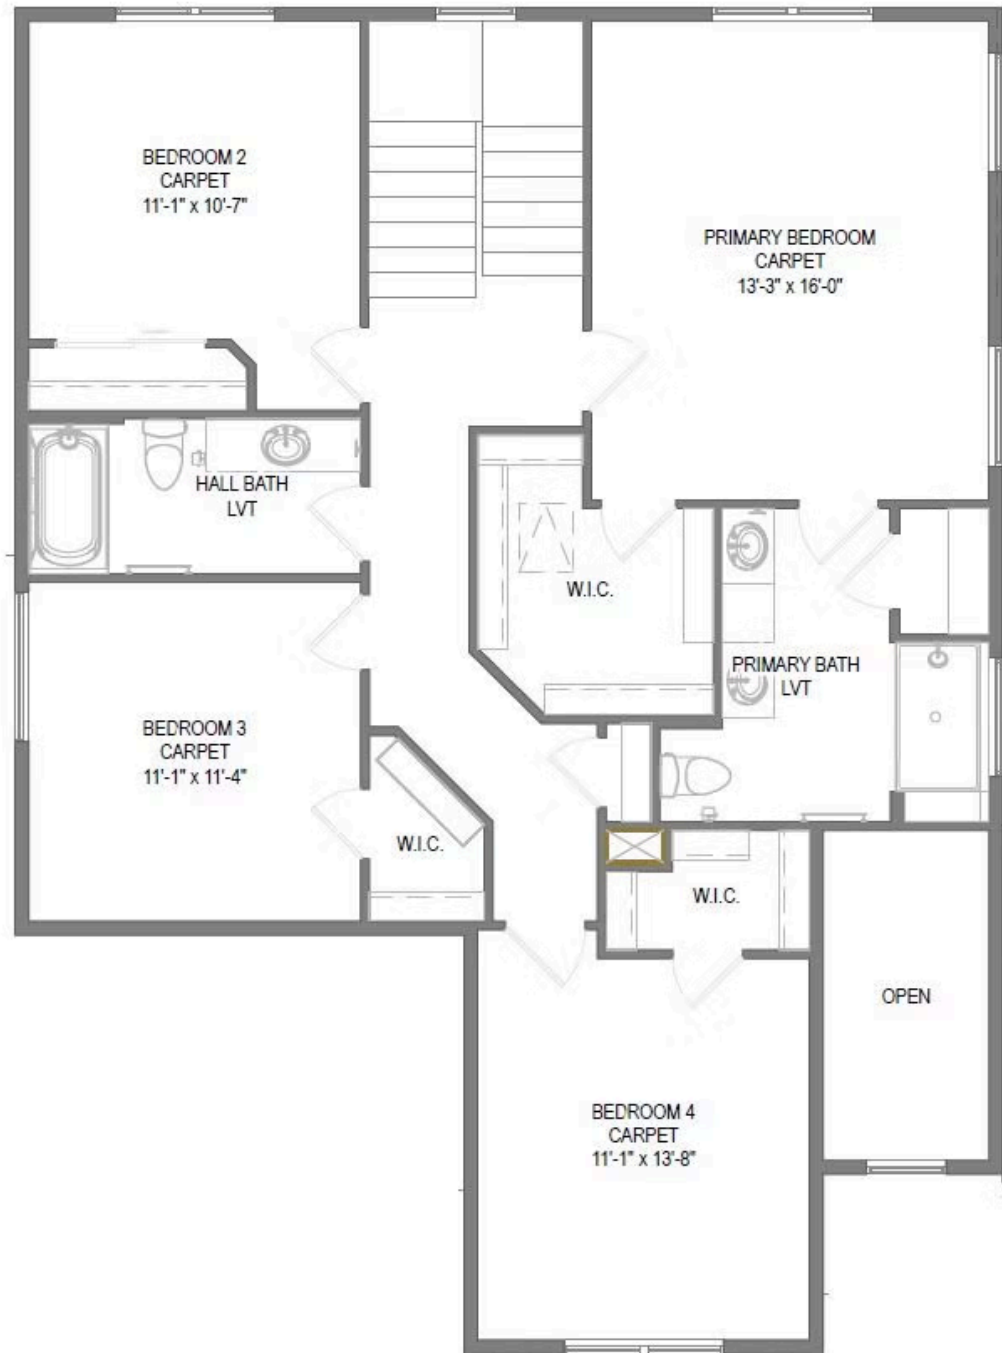 BEDROOM 2
CARPET
11'-1" x 10'-7"
PRIMARY BEDROOM
CARPET
13'-3" x 16'-0"
HALL BATH
LVT
W.I.C.
PRIMARY BATH
LVT
BEDROOM 3
CARPET
11'-1" x 11'-4"
W.I.C.
W.I.C.
OPEN
BEDROOM 4
CARPET
11'-1" x 13'-8"